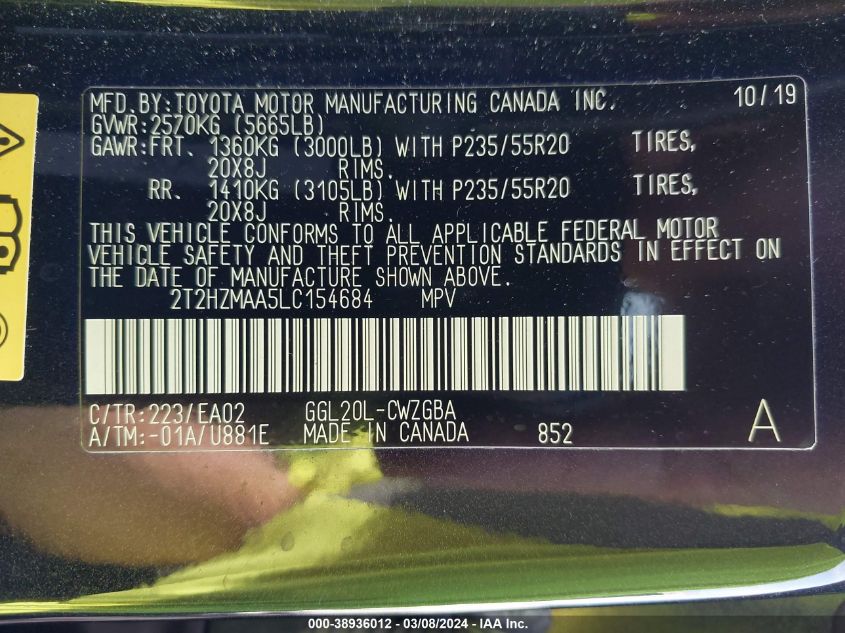 MFD.BY:TOYOTA MOTOR MANUFACTURING CANADA INC. 10/19
GVWR:2570KG (5665LB)
GAWR:FRT. 1360KG (3000LB) WITH P235/55R20 TIRES,
20X8J RIMS.
RR. 1410KG (3105LB) WITH P235/55R20 TIRES,
20X8J RIMS.
THIS VEHICLE CONFORMS TO ALL APPLICABLE FEDERAL MOTOR
VEHICLE SAFETY AND THEFT PREVENTION STANDARDS IN EFFECT ON
THE DATE OF MANUFACTURE SHOWN ABOVE.
2T2HZMAA5LC154684 MPV
C/TR:223/EA02 GGL20L-CWZGBA
A/TM:-01A/U881E MADE IN CANADA 852 A
000-38936012 - 03/08/2024 - IAA Inc.